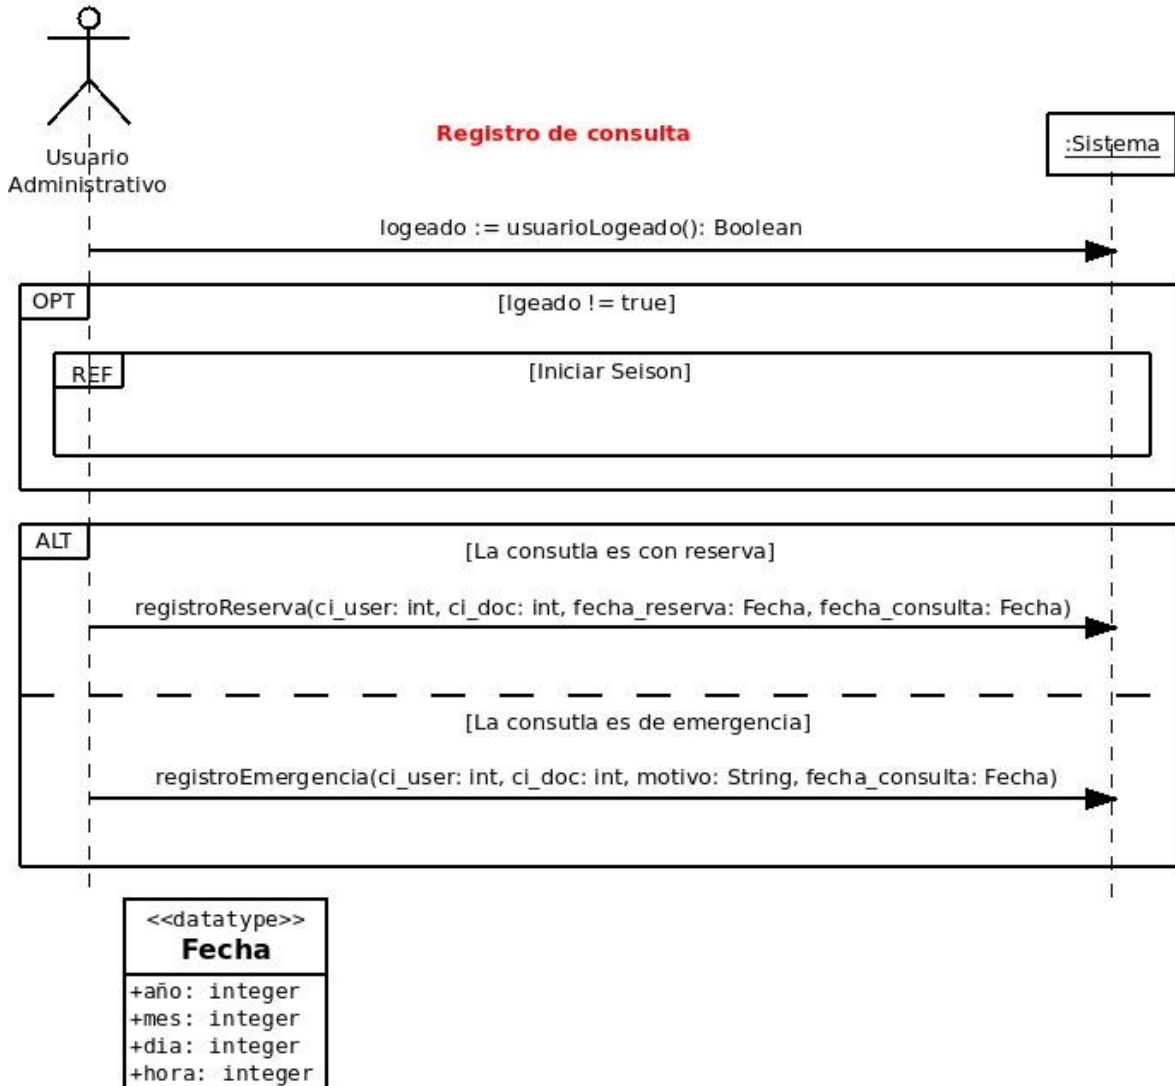 Registro de consulta
:Sistema
Usuario
Administrativo
logeado := usuarioLogeado(): Boolean
OPT
[lgeado != true]
REF
[Iniciar Seison]
ALT
[La consutla es con reserva]
registroReserva(ci_user: int, ci_doc: int, fecha_reserva: Fecha, fecha_consulta: Fecha)
[La consutla es de emergencia]
registroEmergencia(ci_user: int, ci_doc: int, motivo: String, fecha_consulta: Fecha)
<<datatype>>
Fecha
+año: integer
+mes: integer
+dia: integer
+hora: integer